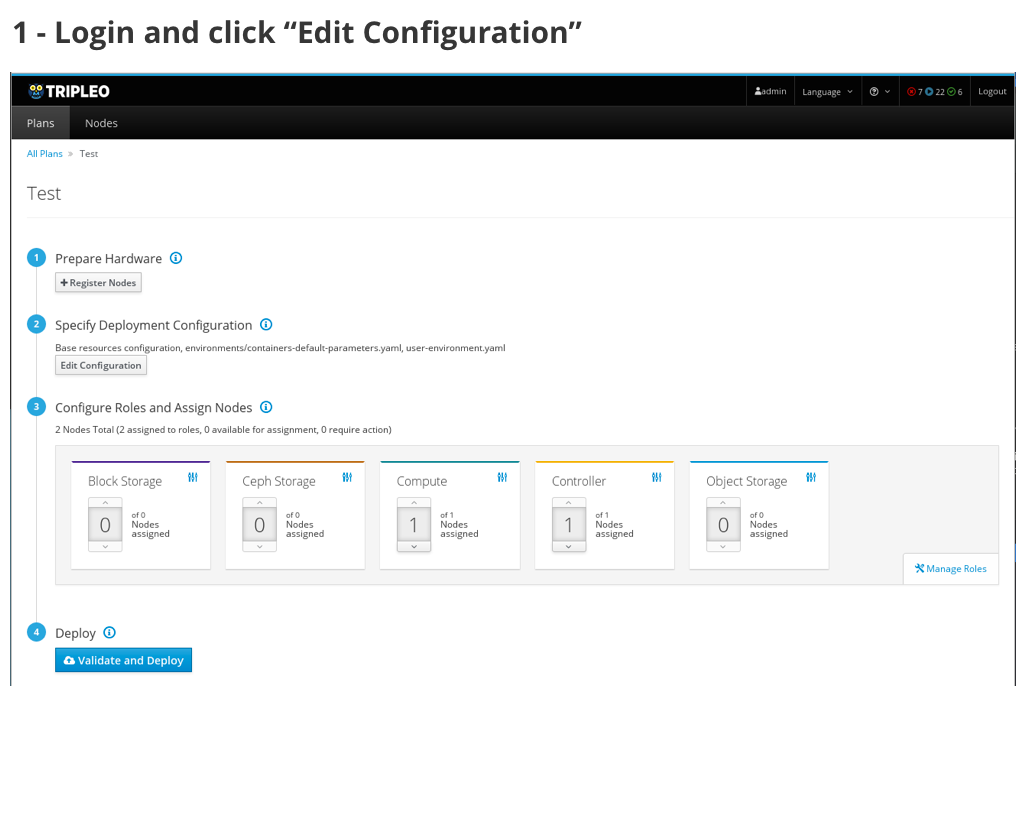 1 - Login and click “Edit Configuration”
TRIPLEO
admin Language 7 22 6 Logout
Plans Nodes
All Plans » Test
Test
1 Prepare Hardware
Register Nodes
2 Specify Deployment Configuration
Base resources configuration, environments/containers-default-parameters.yaml, user-environment.yaml
Edit Configuration
3 Configure Roles and Assign Nodes
2 Nodes Total (2 assigned to roles, 0 available for assignment, 0 require action)
Block Storage
0
of 0
Nodes
assigned
Ceph Storage
0
of 0
Nodes
assigned
Compute
1
of 1
Nodes
assigned
Controller
1
of 1
Nodes
assigned
Object Storage
0
of 0
Nodes
assigned
Manage Roles
4 Deploy
Validate and Deploy